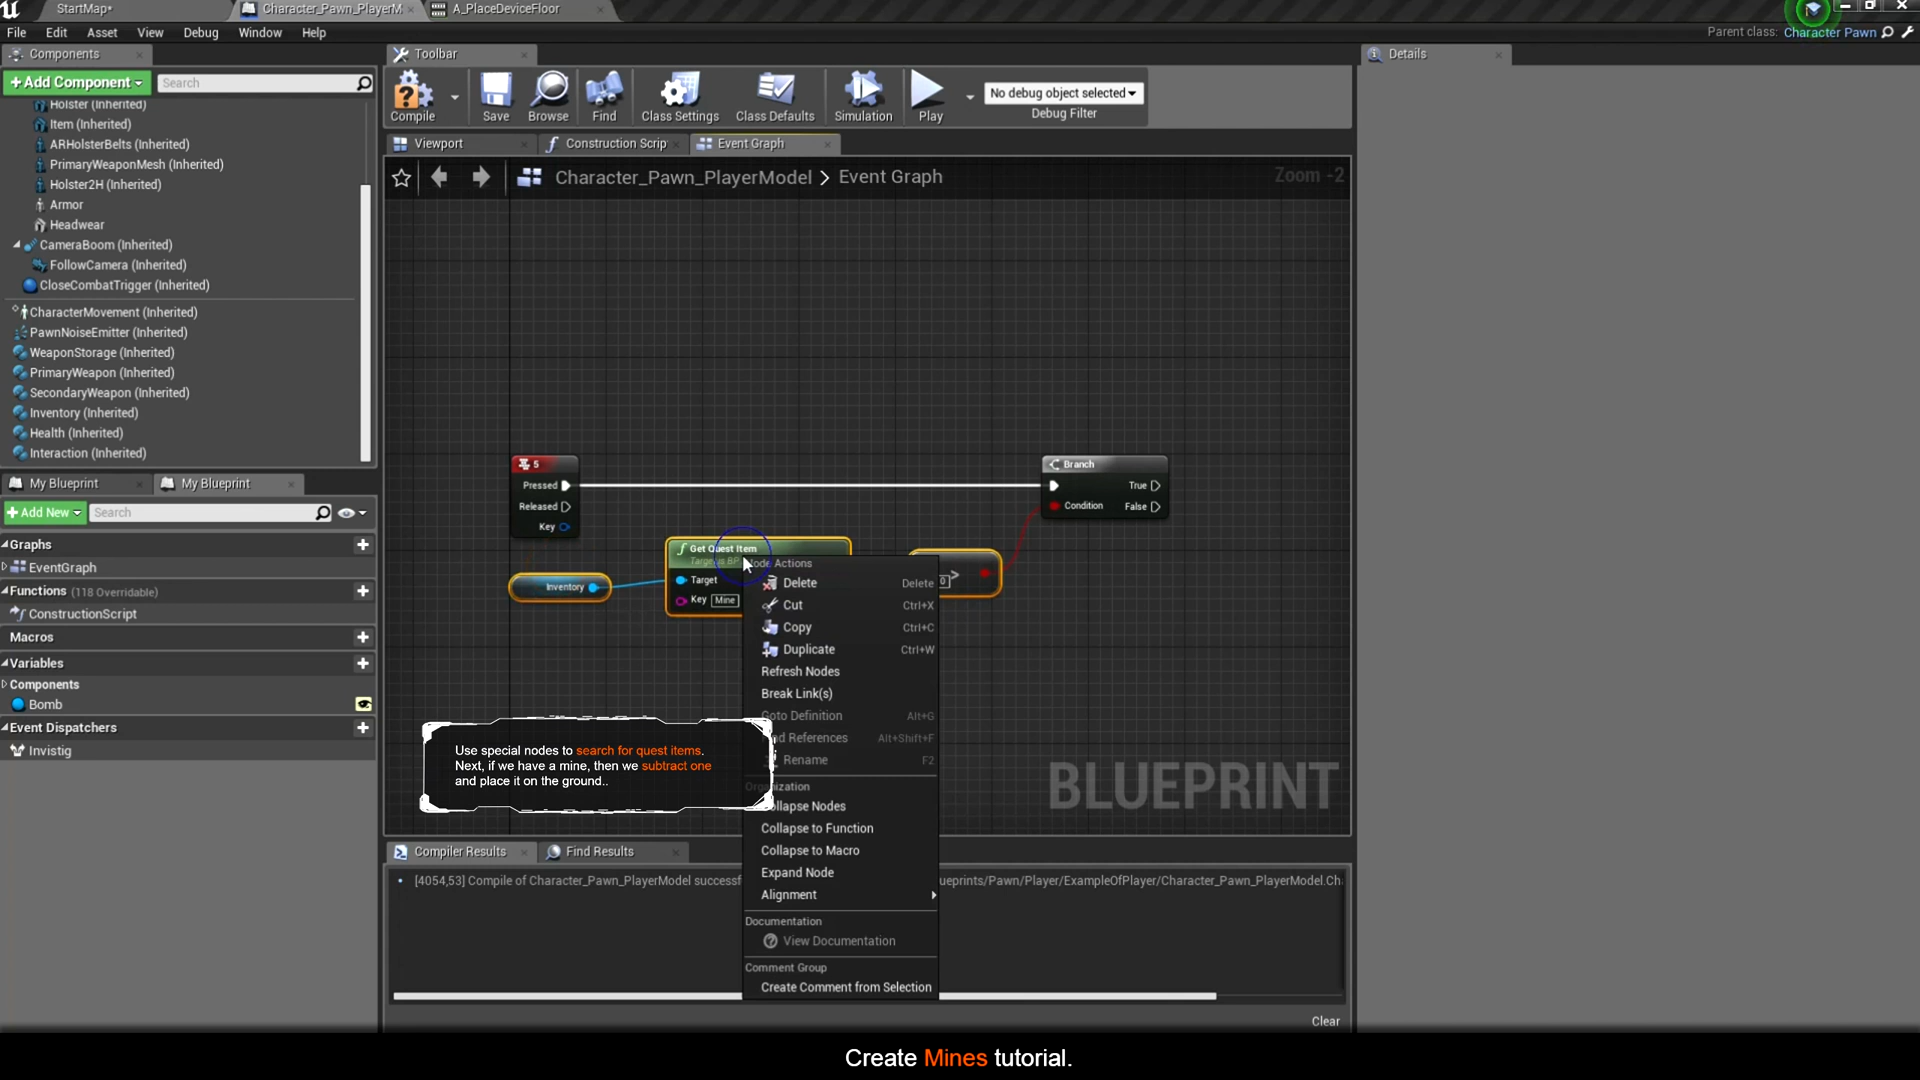 StartMap*
Character_Pawn_PlayerM
A_PlaceDeviceFloor
File Edit Asset View Debug Window Help
Parent class: Character Pawn
Components
Toolbar
Details
+Add Component
Search
Compile
Save
Browse
Find
Class Settings
Class Defaults
Simulation
Play
No debug object selected
Debug Filter
Holster (Inherited)
Item (Inherited)
ARHolsterBelts (Inherited)
PrimaryWeaponMesh (Inherited)
Holster2H (Inherited)
Armor
Headwear
CameraBoom (Inherited)
FollowCamera (Inherited)
CloseCombatTrigger (Inherited)
CharacterMovement (Inherited)
PawnNoiseEmitter (Inherited)
WeaponStorage (Inherited)
PrimaryWeapon (Inherited)
SecondaryWeapon (Inherited)
Inventory (Inherited)
Health (Inherited)
Interaction (Inherited)
Viewport
Construction Scrip
Event Graph
Character_Pawn_PlayerModel > Event Graph
Zoom -2
My Blueprint
My Blueprint
+Add New
Search
Graphs
EventGraph
Functions (118 Overridable)
ConstructionScript
Macros
Variables
Components
Bomb
Event Dispatchers
Invistig
5
Pressed
Released
Key
Inventory
Get Quest Item
Target is BP
Target
Key Mine
0
>
Branch
True
Condition
False
ode Actions
Delete Delete
Cut Ctrl+X
Copy Ctrl+C
Duplicate Ctrl+W
Refresh Nodes
Break Link(s)
Goto Definition Alt+G
nd References Alt+Shift+F
Rename F2
Organization
ollapse Nodes
Collapse to Function
Collapse to Macro
Expand Node
Alignment
Documentation
View Documentation
Comment Group
Create Comment from Selection
Use special nodes to search for quest items.
Next, if we have a mine, then we subtract one
and place it on the ground..
BLUEPRINT
Compiler Results
Find Results
[4054,53] Compile of Character_Pawn_PlayerModel successf
ueprints/Pawn/Player/ExampleOfPlayer/Character_Pawn_PlayerModel.Ch
Clear
Create Mines tutorial.